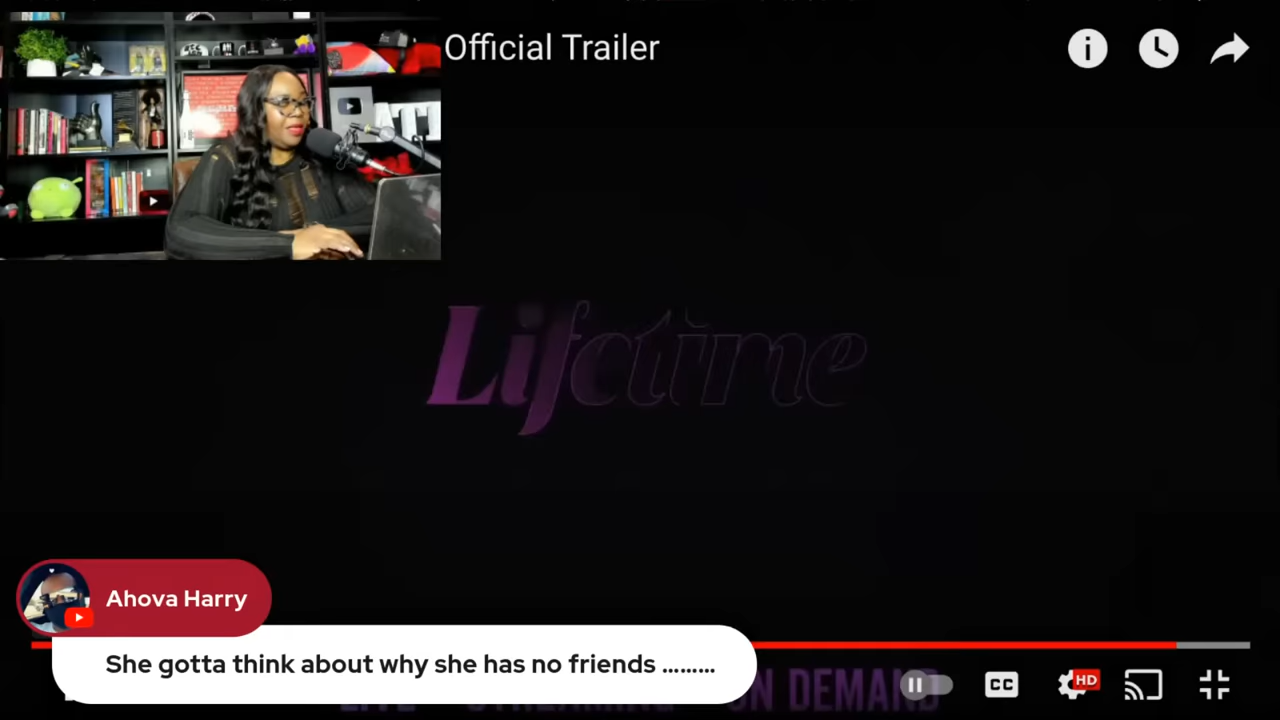 Official Trailer
Lifetime
Ahova Harry
She gotta think about why she has no friends .........
ON DEMAND
CC
HD